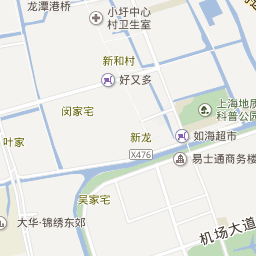 龙潭港桥
小圩中心
村卫生室
新和村
好又多
闵家宅
上海地质
科普公园
叶家
新龙
如海超市
X476
易士通商务楼
吴家宅
大华·锦绣东郊
机场大道